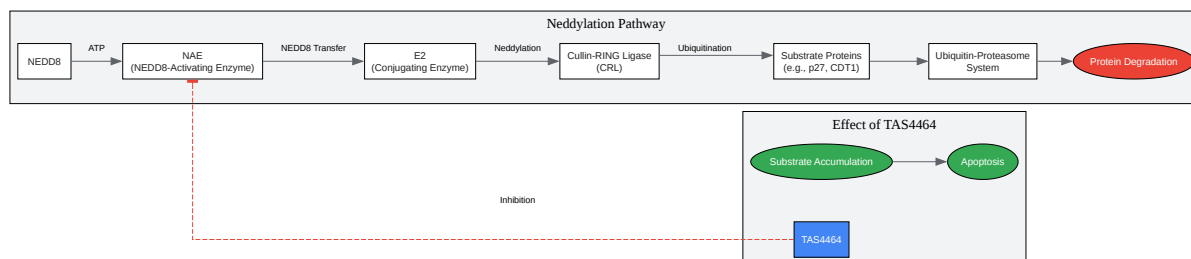 Neddylation Pathway
NEDD8
ATP
NAE
(NEDD8-Activating Enzyme)
NEDD8 Transfer
E2
(Conjugating Enzyme)
Neddylation
Cullin-RING Ligase
(CRL)
Ubiquitination
Substrate Proteins
(e.g., p27, CDT1)
Ubiquitin-Proteasome
System
Protein Degradation
Effect of TAS4464
Substrate Accumulation
Apoptosis
Inhibition
TAS4464